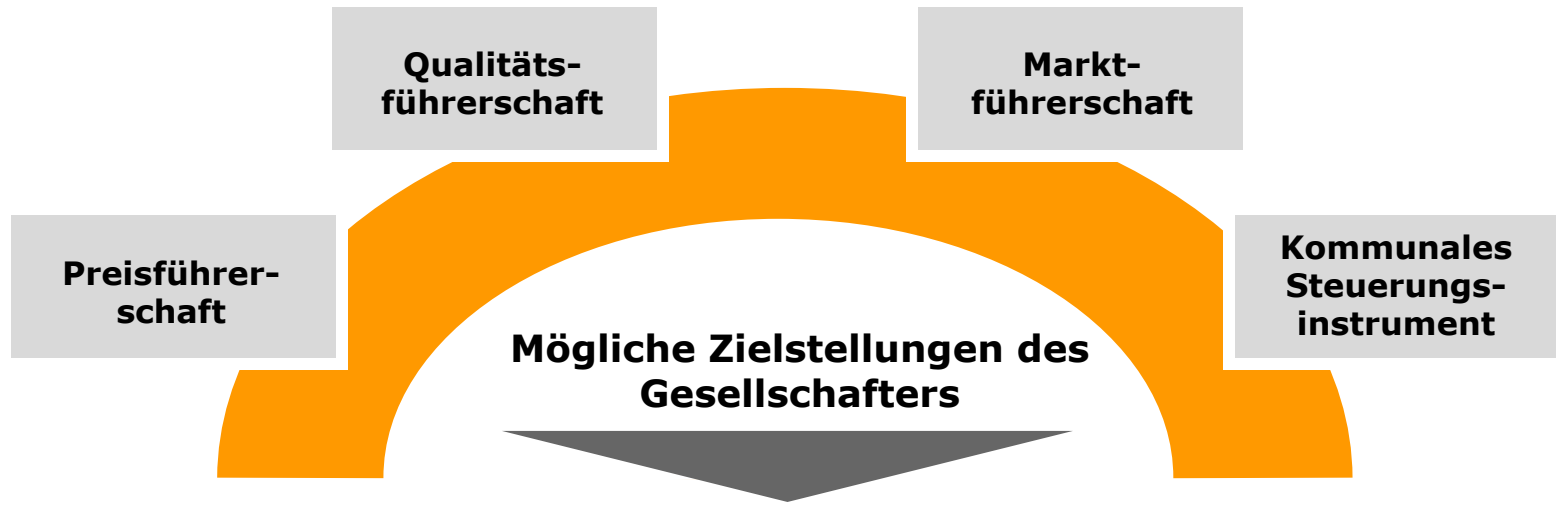 Qualitäts-
führerschaft
Markt-
führerschaft
Preisführer-
schaft
Kommunales
Steuerungs-
instrument
Mögliche Zielstellungen des
Gesellschafters